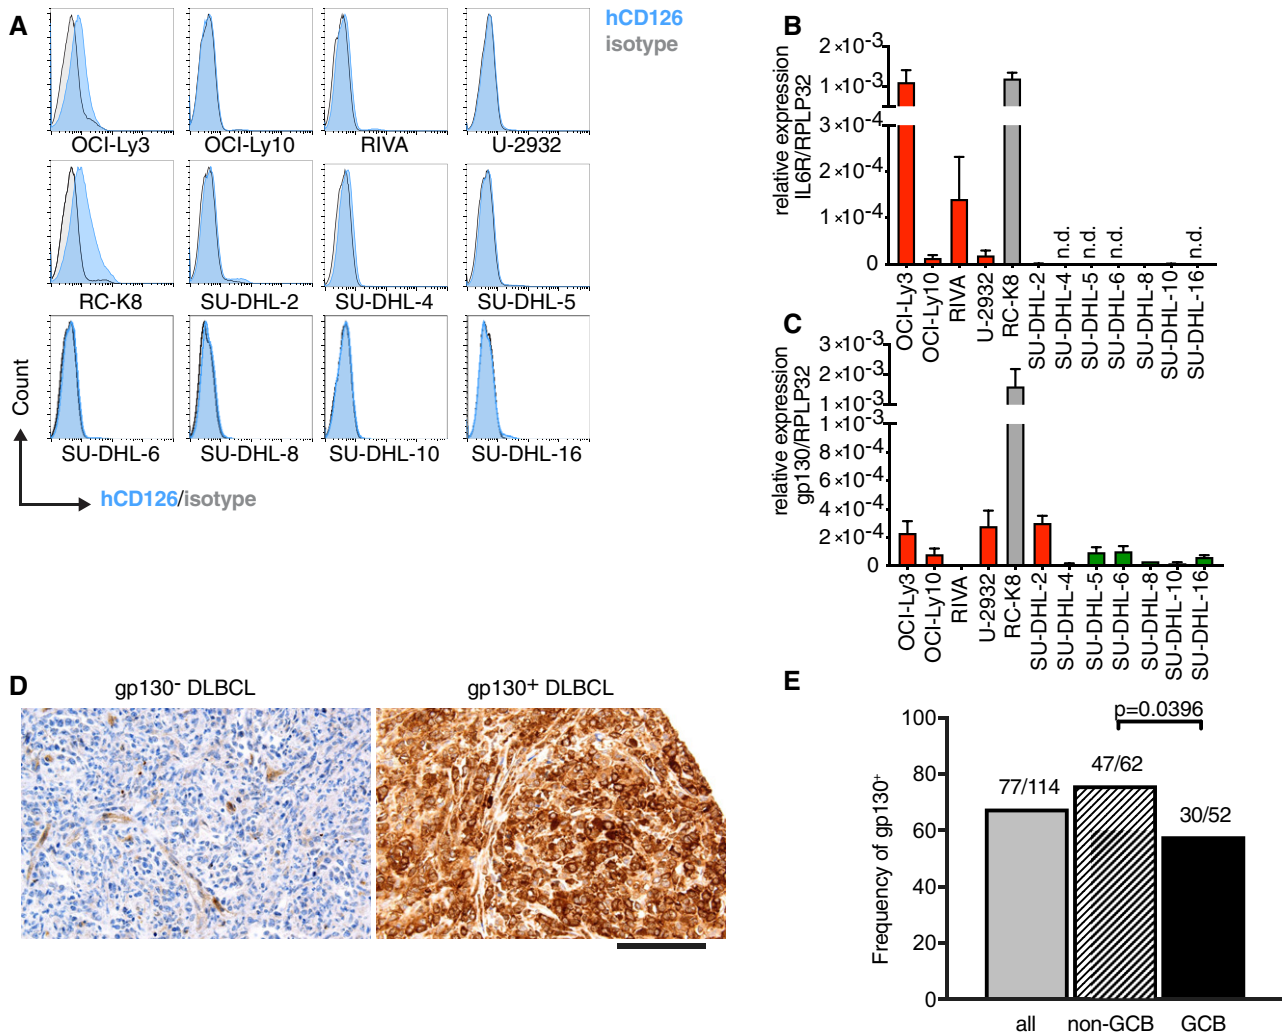 A
hCD126
isotype
OCI-Ly3
OCI-Ly10
RIVA
U-2932
RC-K8
SU-DHL-2
SU-DHL-4
SU-DHL-5
SU-DHL-6
SU-DHL-8
SU-DHL-10
SU-DHL-16
Count
hCD126/isotype
B
relative expression
IL6R/RPLP32
2×10-3
1×10-3
3×10-4
2×10-4
1×10-4
0
n.d.
n.d.
n.d.
n.d.
OCI-Ly3
OCI-Ly10
RIVA
U-2932
RC-K8
SU-DHL-2
SU-DHL-4
SU-DHL-5
SU-DHL-6
SU-DHL-8
SU-DHL-10
SU-DHL-16
C
relative expression
gp130/RPLP32
3×10-3
2×10-3
1×10-3
1×10-4
8×10-4
6×10-4
4×10-4
2×10-4
0
OCI-Ly3
OCI-Ly10
RIVA
U-2932
RC-K8
SU-DHL-2
SU-DHL-4
SU-DHL-5
SU-DHL-6
SU-DHL-8
SU-DHL-10
SU-DHL-16
D
gp130- DLBCL
gp130+ DLBCL
E
Frequency of gp130+
100
80
60
40
20
0
p=0.0396
77/114
47/62
30/52
all
non-GCB
GCB